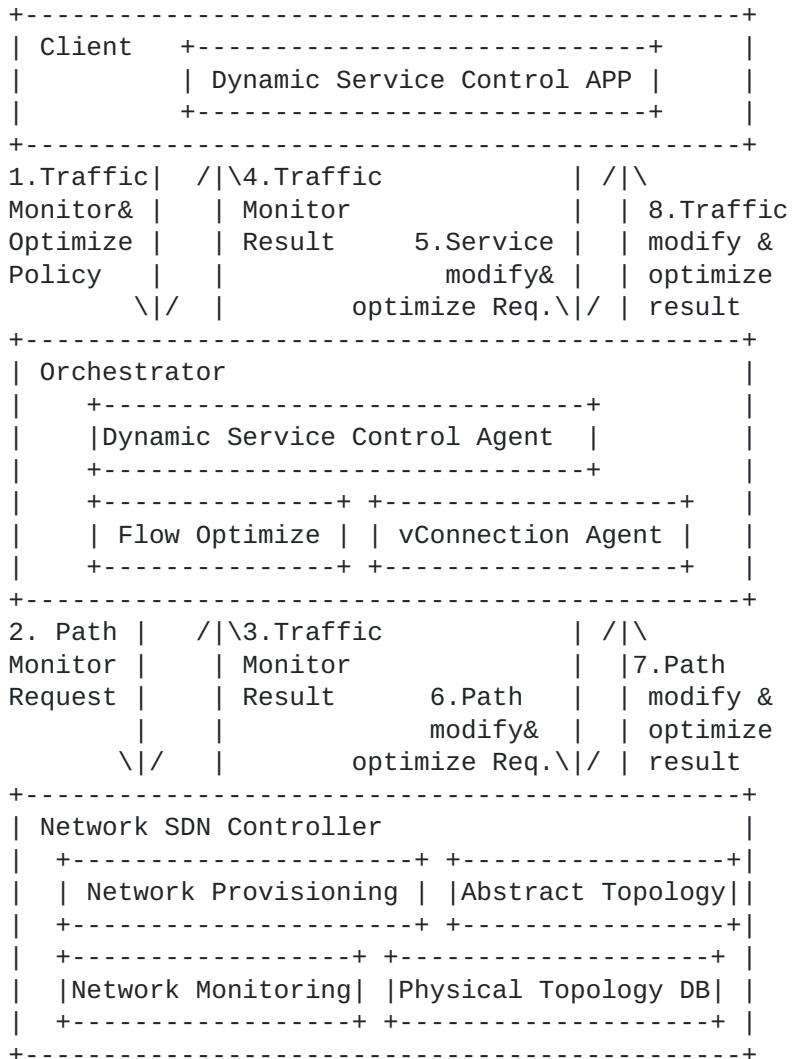 +----------------------------------------------+
| Client   +-----------------------------+     |
|          | Dynamic Service Control APP |     |
|          +-----------------------------+     |
+----------------------------------------------+
1.Traffic|  /|\4.Traffic            | /|\
Monitor& |   | Monitor              |  | 8.Traffic
Optimize |   | Result     5.Service |  | modify &
Policy   |   |              modify& |  | optimize
        \|/  |        optimize Req.\|/ | result
+----------------------------------------------+
| Orchestrator                                 |
|    +-------------------------------+         |
|    |Dynamic Service Control Agent  |         |
|    +-------------------------------+         |
|    +---------------+ +-------------------+   |
|    | Flow Optimize | | vConnection Agent |   |
|    +---------------+ +-------------------+   |
+----------------------------------------------+
2. Path |   /|\3.Traffic            | /|\
Monitor |    | Monitor              |  |7.Path
Request |    | Result      6.Path   |  | modify &
        |    |             modify&  |  | optimize
       \|/   |        optimize Req.\|/ | result
+----------------------------------------------+
| Network SDN Controller                       |
|  +----------------------+ +-----------------+|
|  | Network Provisioning | |Abstract Topology||
|  +----------------------+ +-----------------+|
|  +------------------+ +--------------------+ |
|  |Network Monitoring| |Physical Topology DB| |
|  +------------------+ +--------------------+ |
+----------------------------------------------+